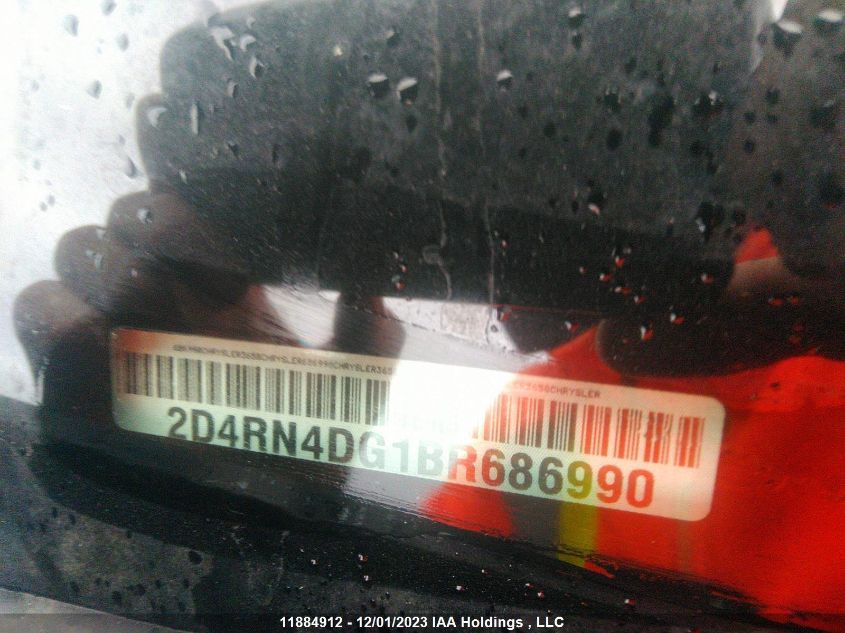 2D4RN4DG1BR686990
11884912 - 12/01/2023 IAA Holdings , LLC